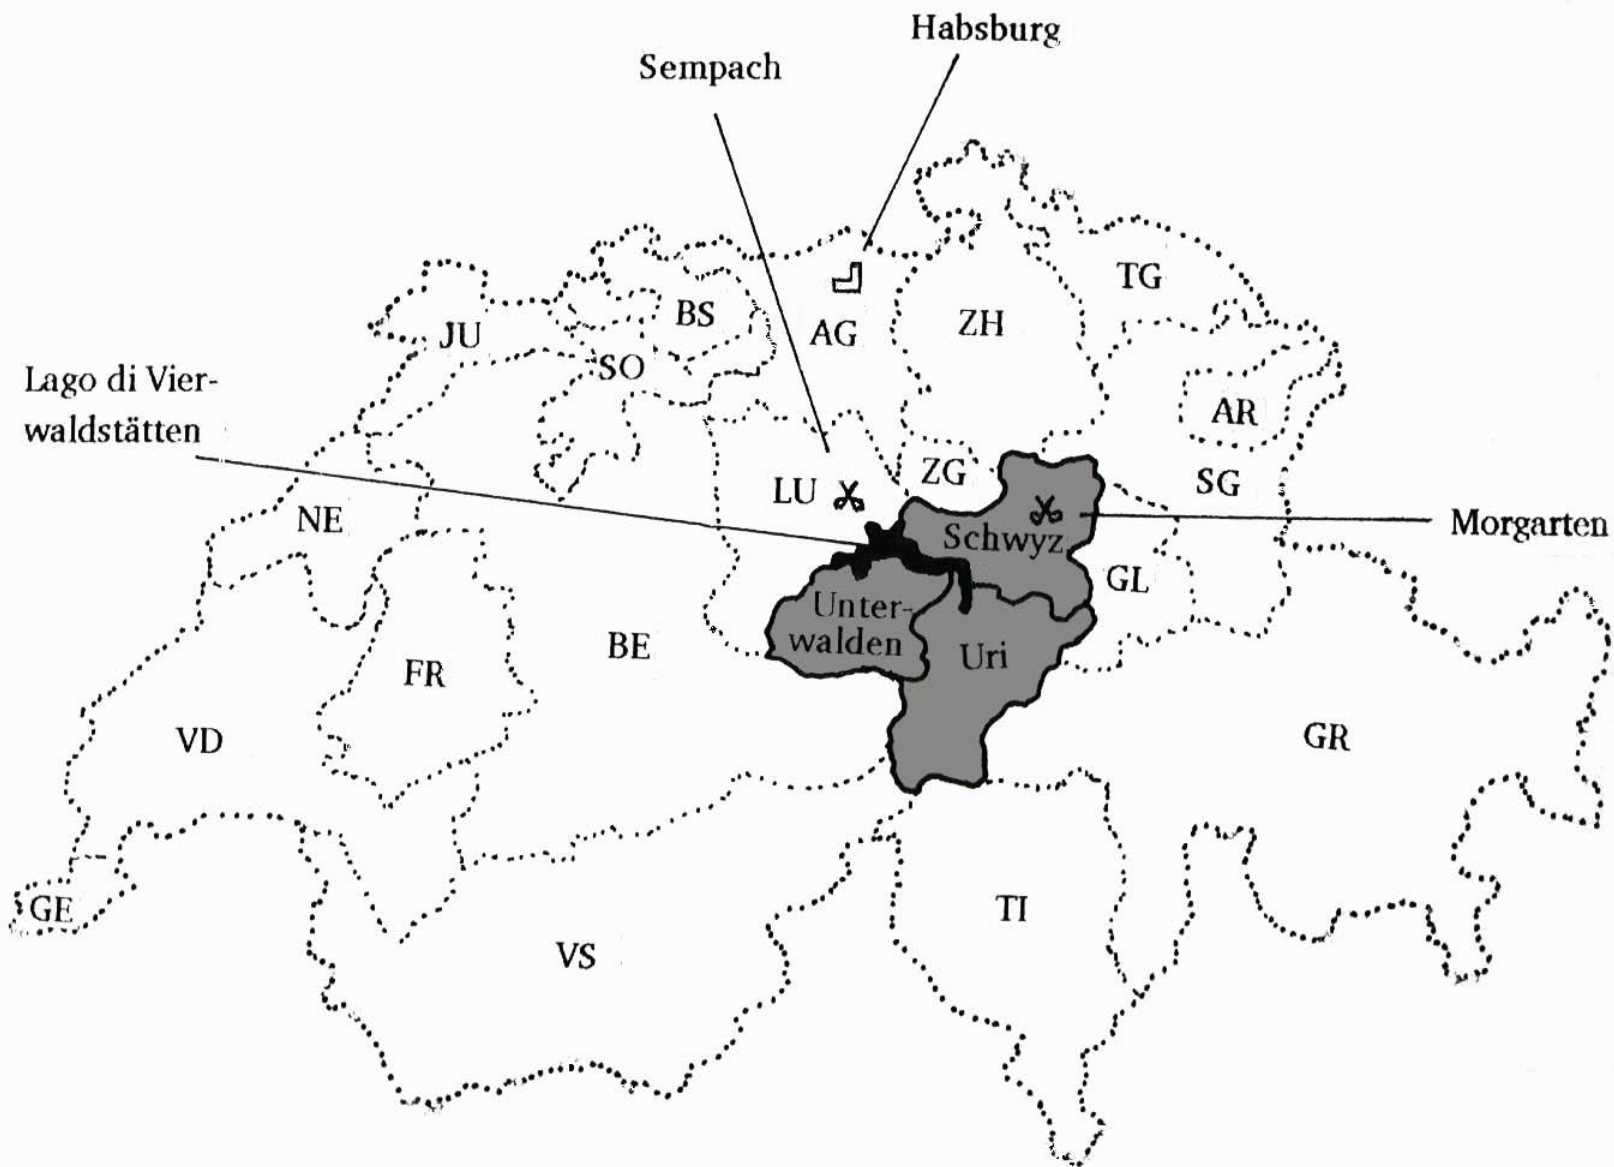 Habsburg
Sempach
TG
BS
ZH
JU
AG
SO
Lago di Vier-
waldstätten
AR
ZG
SG
LU
NE
Morgarten
Schwyz
GL
Unter-
walden
BE
Uri
FR
VD
GR
GE
TI
VS